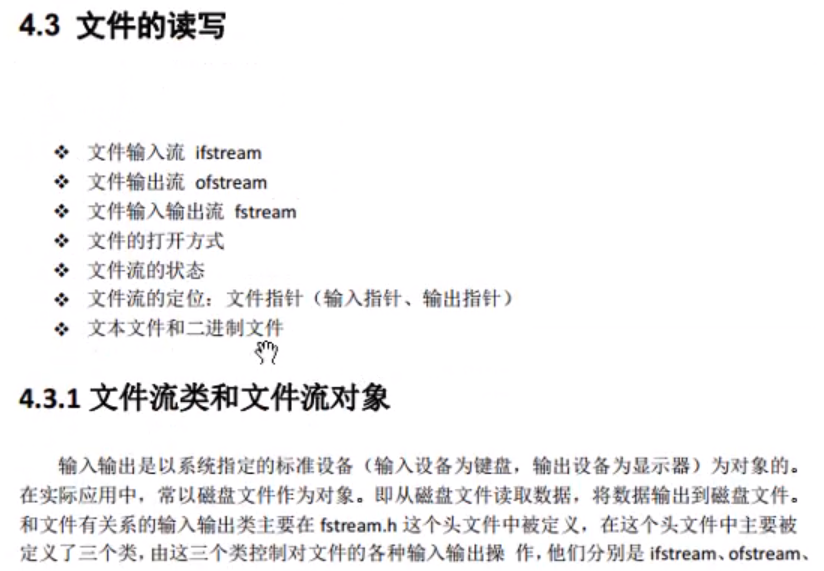 4.3 文件的读写
❖ 文件输入流 ifstream
❖ 文件输出流 ofstream
❖ 文件输入输出流 fstream
❖ 文件的打开方式
❖ 文件流的状态
❖ 文件流的定位：文件指针（输入指针、输出指针）
❖ 文本文件和二进制文件
4.3.1 文件流类和文件流对象
输入输出是以系统指定的标准设备（输入设备为键盘，输出设备为显示器）为对象的。
在实际应用中，常以磁盘文件作为对象。即从磁盘文件读取数据，将数据输出到磁盘文件。
和文件有关系的输入输出类主要在 fstream.h 这个头文件中被定义，在这个头文件中主要被
定义了三个类，由这三个类控制对文件的各种输入输出操 作，他们分别是 ifstream、ofstream、